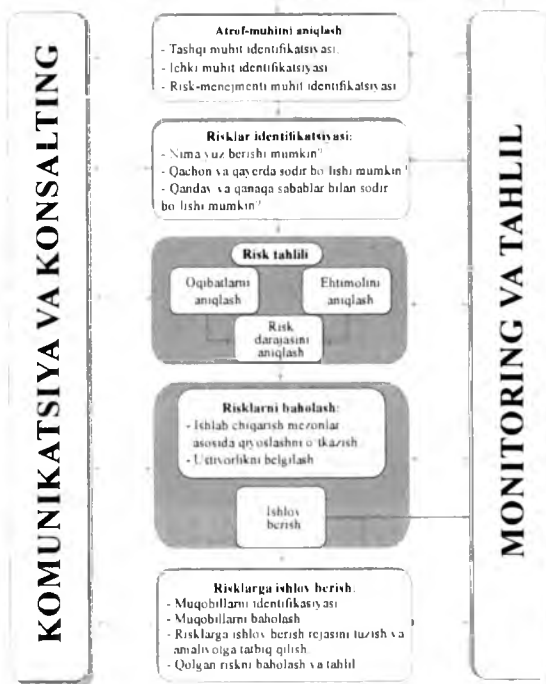 KOMUNIKATSIYA VA KONSALTING
Atrof-muhitni aniqlash
- Tashqi muhit identifikatsiyasi
- Ichki muhit identifikatsiyasi
- Risk-menejmenti muhit identifikatsiyasi
Risklar identifikatsiyasi:
- Nima yuz berishi mumkin?
- Qachon va qayerda sodir bo'lishi mumkin?
- Qanday va qanaqa sabablar bilan sodir
bo'lishi mumkin?
Risk tahlili
Oqibatlarni
aniqlash
Ehtimolini
aniqlash
Risk
darajasini
aniqlash
Risklarni baholash:
- Ishlab chiqarish mezonlar
asosida qiyoslashni o'tkazish
- Ustivorlikni belgilash
Ishlov
berish
Risklarga ishlov berish:
- Muqobillarni identifikasiyasi
- Muqobillarni baholash
- Risklarga ishlov berish rejasini tuzish va
amaliyotga tatbiq qilish.
- Qolgan riskni baholash va tahlil
MONITORING VA TAHLIL